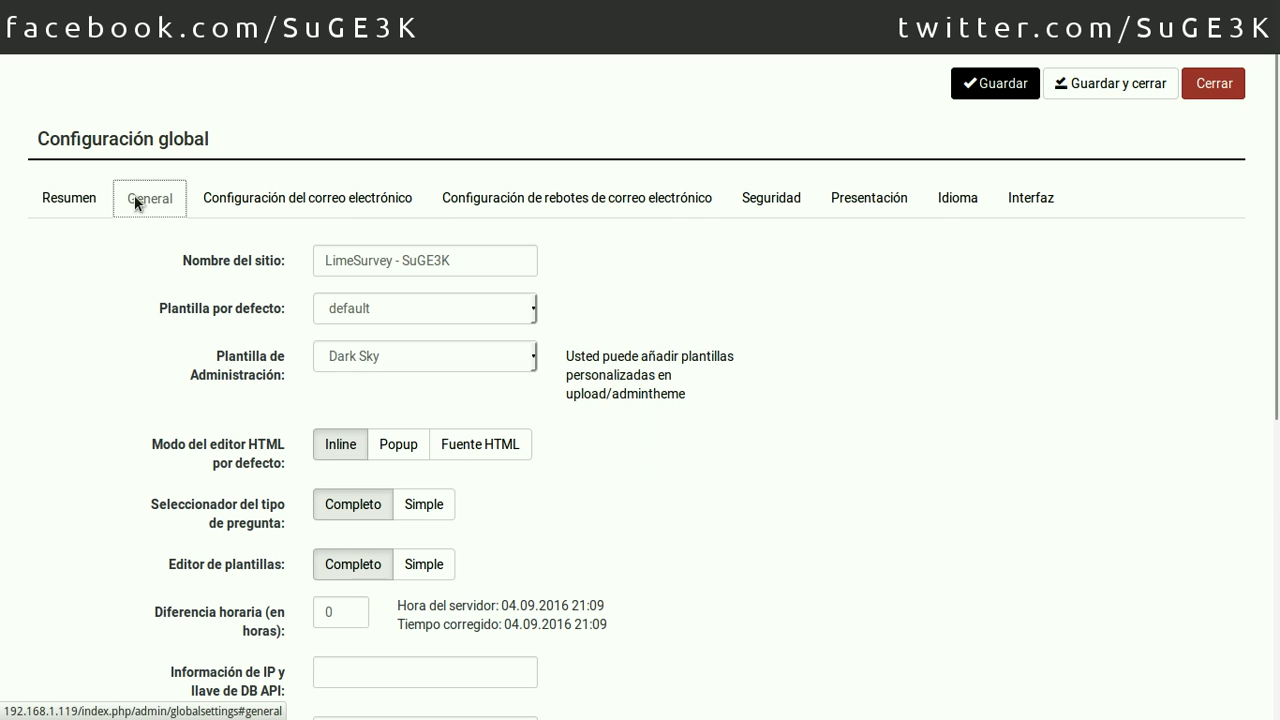 facebook.com/SuGE3K
twitter.com/SuGE3K
Guardar
Guardar y cerrar
Cerrar
Configuración global
Resumen
General
Configuración del correo electrónico
Configuración de rebotes de correo electrónico
Seguridad
Presentación
Idioma
Interfaz
Nombre del sitio:
LimeSurvey - SuGE3K
Plantilla por defecto:
default
Plantilla de
Administración:
Dark Sky
Usted puede añadir plantillas
personalizadas en
upload/admintheme
Modo del editor HTML
por defecto:
Inline
Popup
Fuente HTML
Seleccionador del tipo
de pregunta:
Completo
Simple
Editor de plantillas:
Completo
Simple
Diferencia horaria (en
horas):
0
Hora del servidor: 04.09.2016 21:09
Tiempo corregido: 04.09.2016 21:09
Información de IP y
llave de DB API:
192.168.1.119/index.php/admin/globalsettings#general